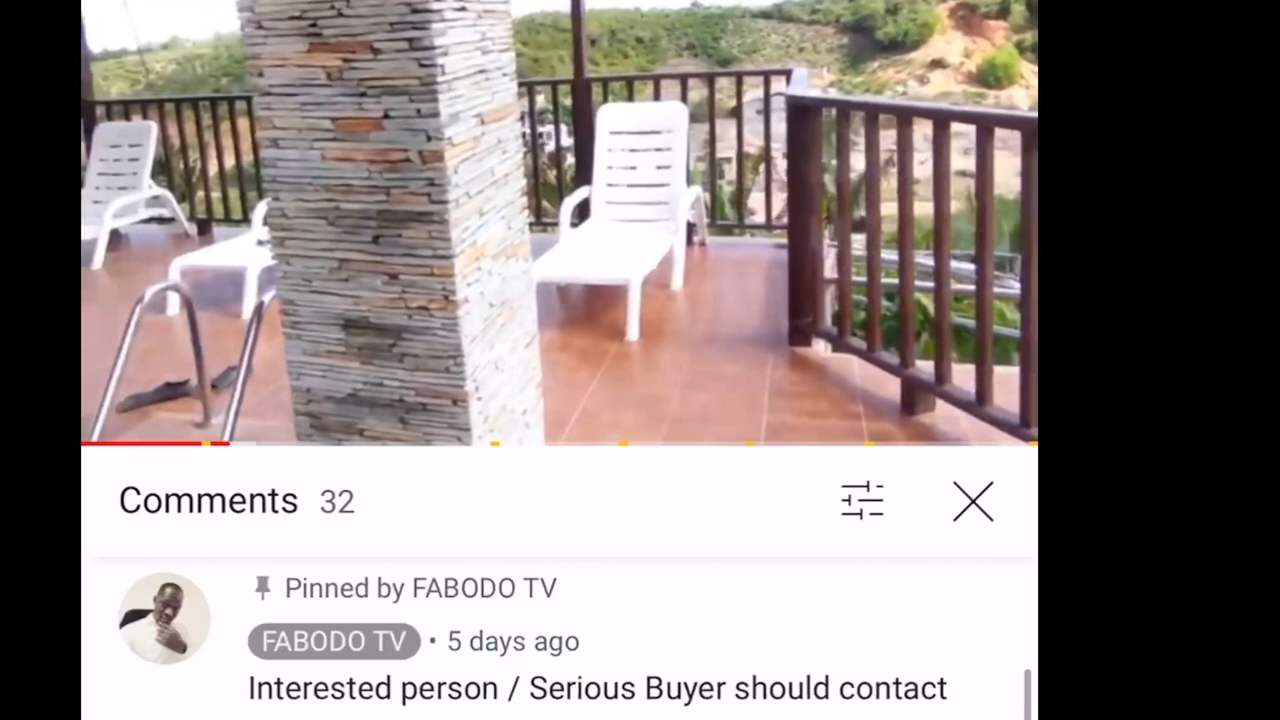 Comments 32
Pinned by FABODO TV
FABODO TV • 5 days ago
Interested person / Serious Buyer should contact